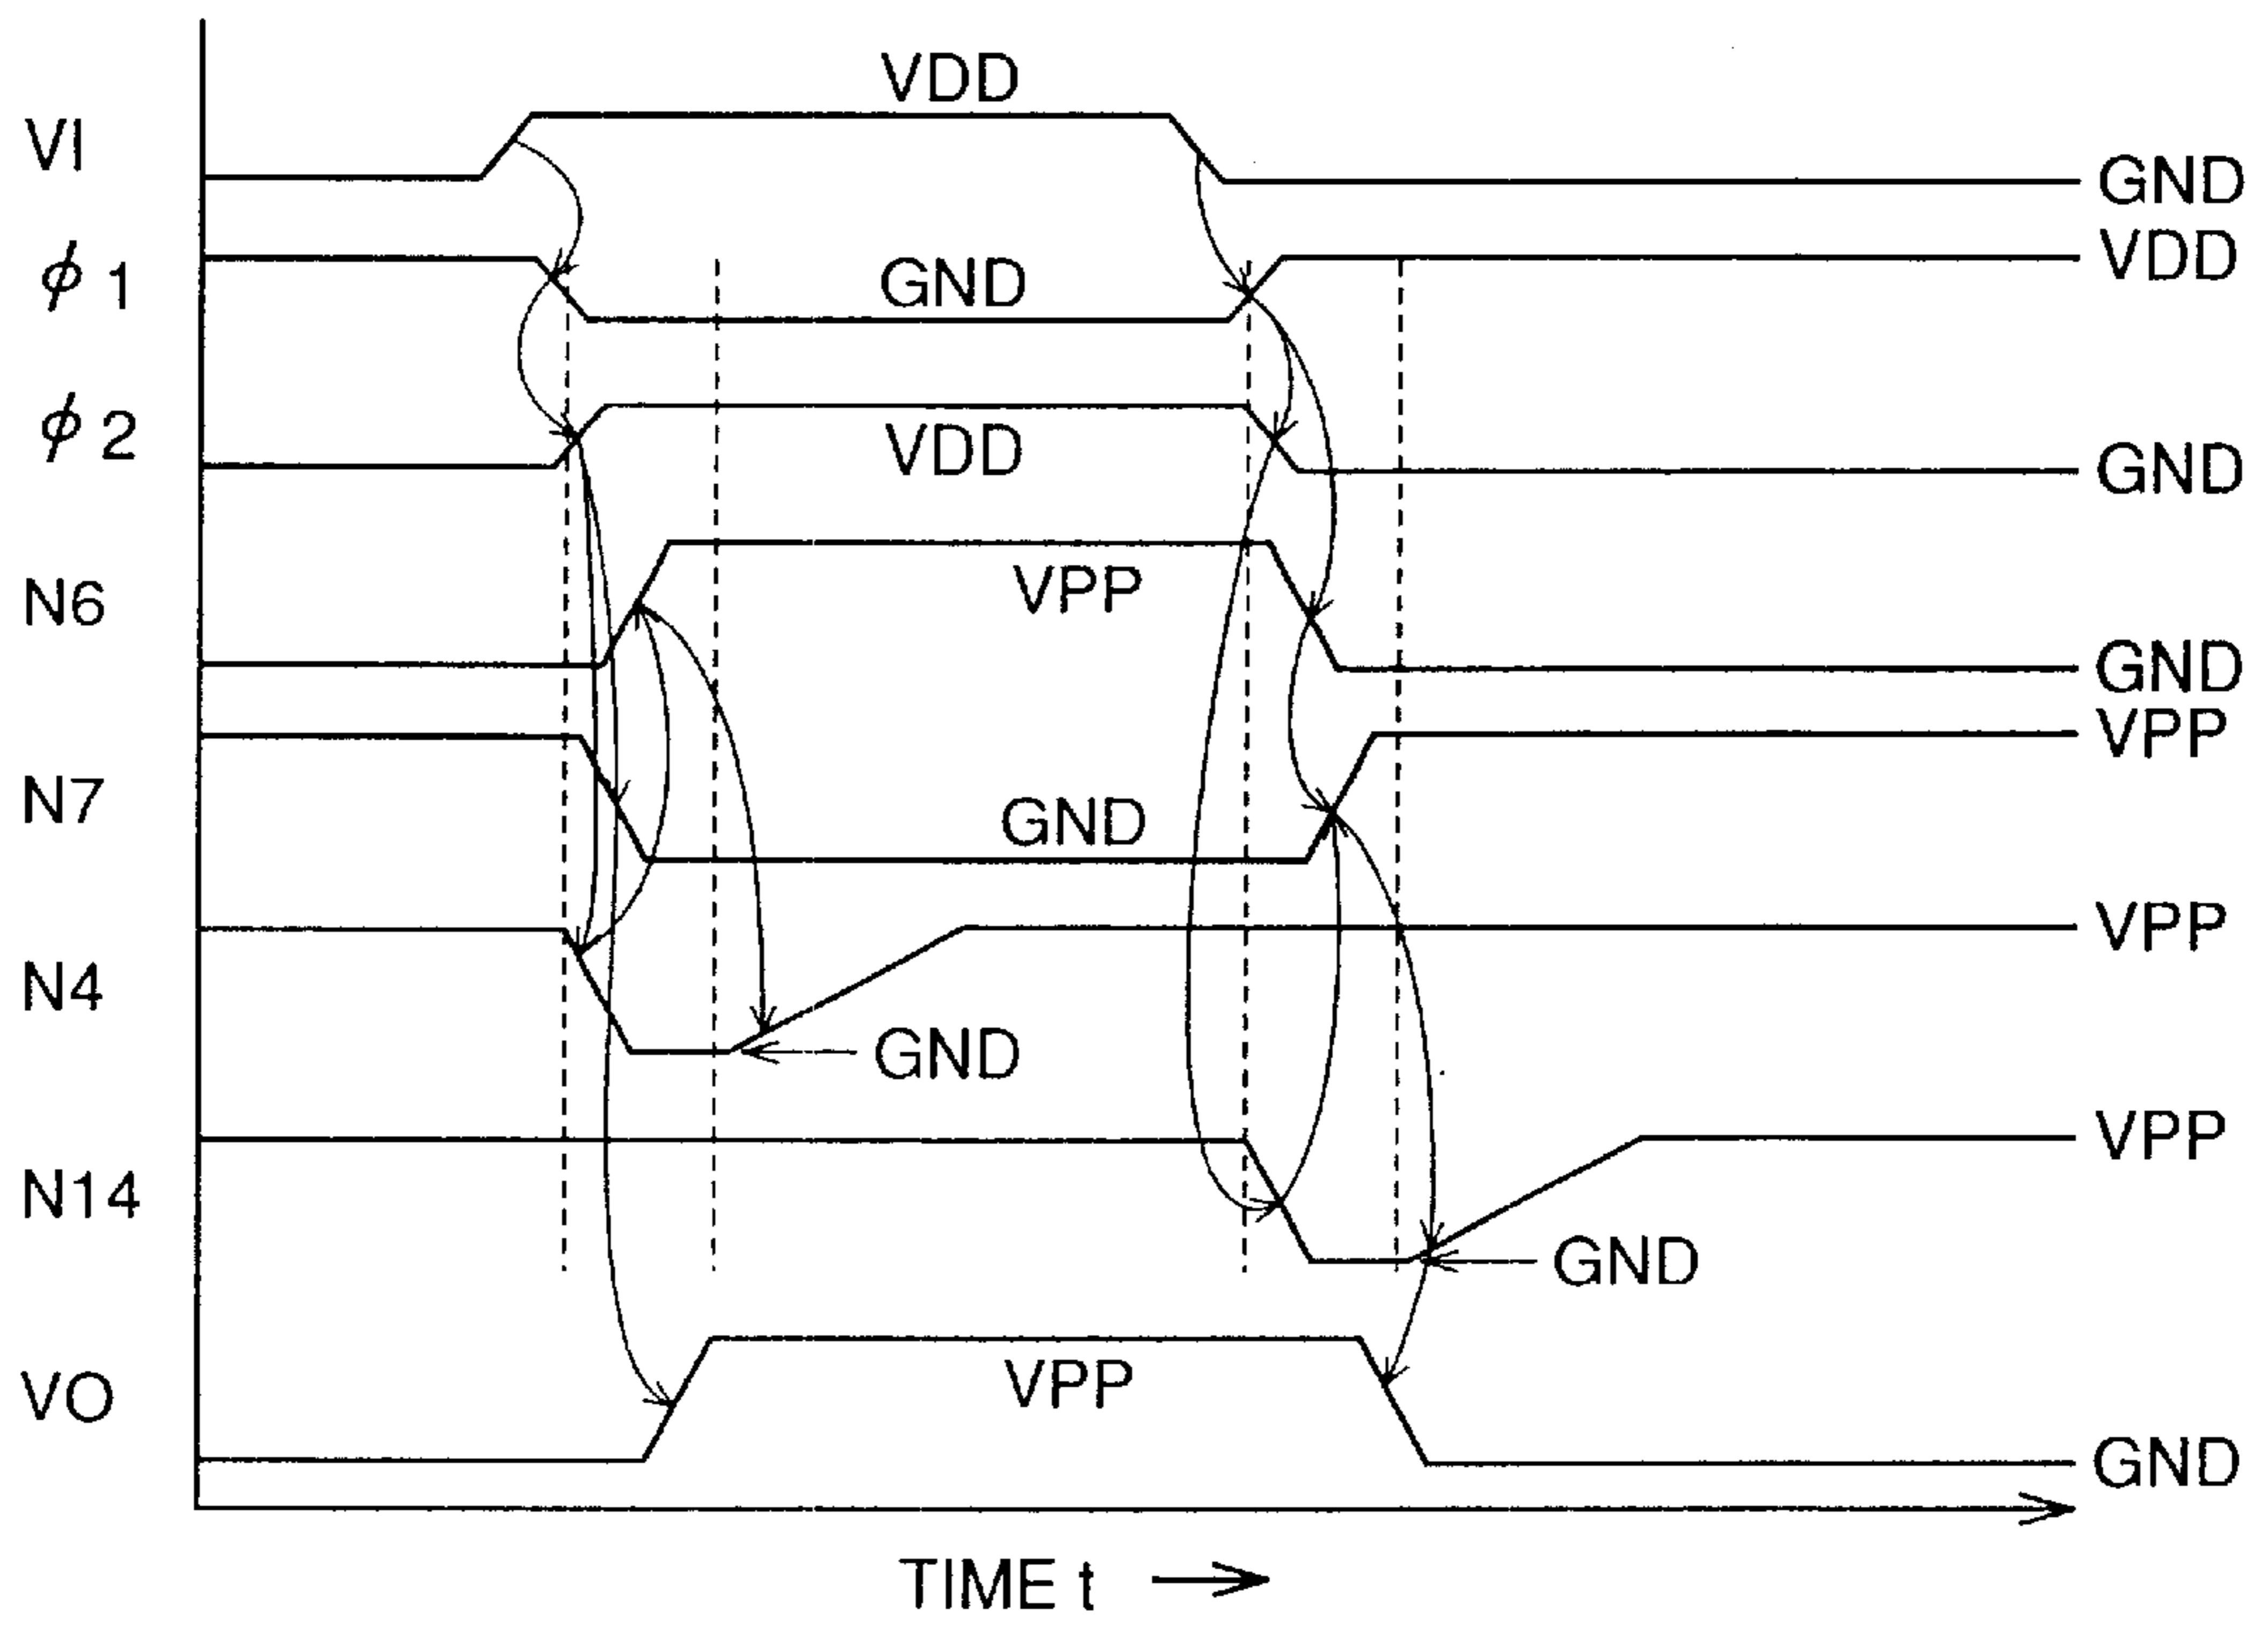 VDD
VI
GND
VDD
ϕ 1
GND
ϕ 2
VDD
GND
N6
VPP
GND
VPP
N7
GND
VPP
N4
GND
VPP
N14
GND
VO
VPP
GND
TIME t